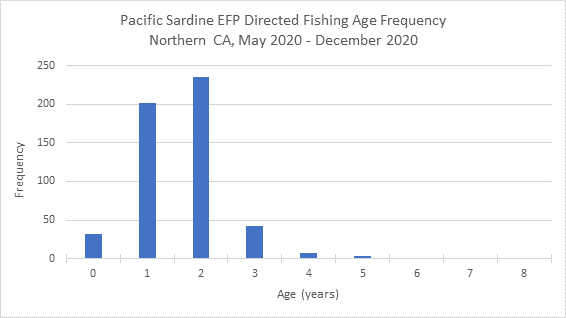 Pacific Sardine EFP Directed Fishing Age Frequency
Northern  CA, May 2020 - December 2020
250
200
150
100
50
0
Frequency
0 1 2 3 4 5 6 7 8
Age (years)